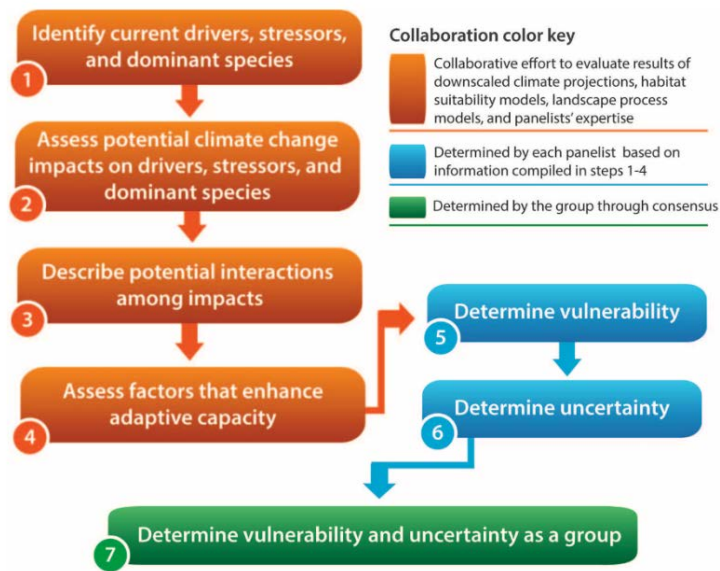 Identify current drivers, stressors,
and dominant species
1
Assess potential climate change
impacts on drivers, stressors, and
dominant species
2
Describe potential interactions
among impacts
3
Assess factors that enhance
adaptive capacity
4
Collaboration color key
Collaborative effort to evaluate results of
downscaled climate projections, habitat
suitability models, landscape process
models, and panelists' expertise
Determined by each panelist based on
information compiled in steps 1-4
Determined by the group through consensus
Determine vulnerability
5
Determine uncertainty
6
Determine vulnerability and uncertainty as a group
7